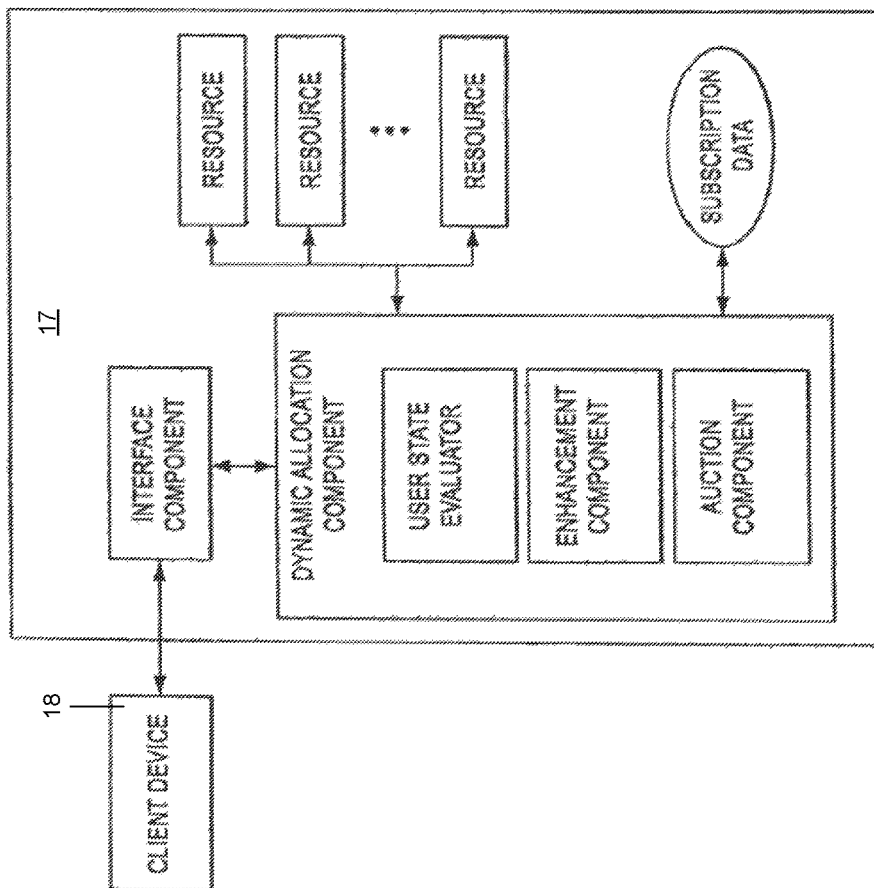 18
CLIENT DEVICE
17
INTERFACE
COMPONENT
RESOURCE
RESOURCE
•••
RESOURCE
DYNAMIC ALLOCATION
COMPONENT
USER STATE
EVALUATOR
ENHANCEMENT
COMPONENT
AUCTION
COMPONENT
SUBSCRIPTION
DATA